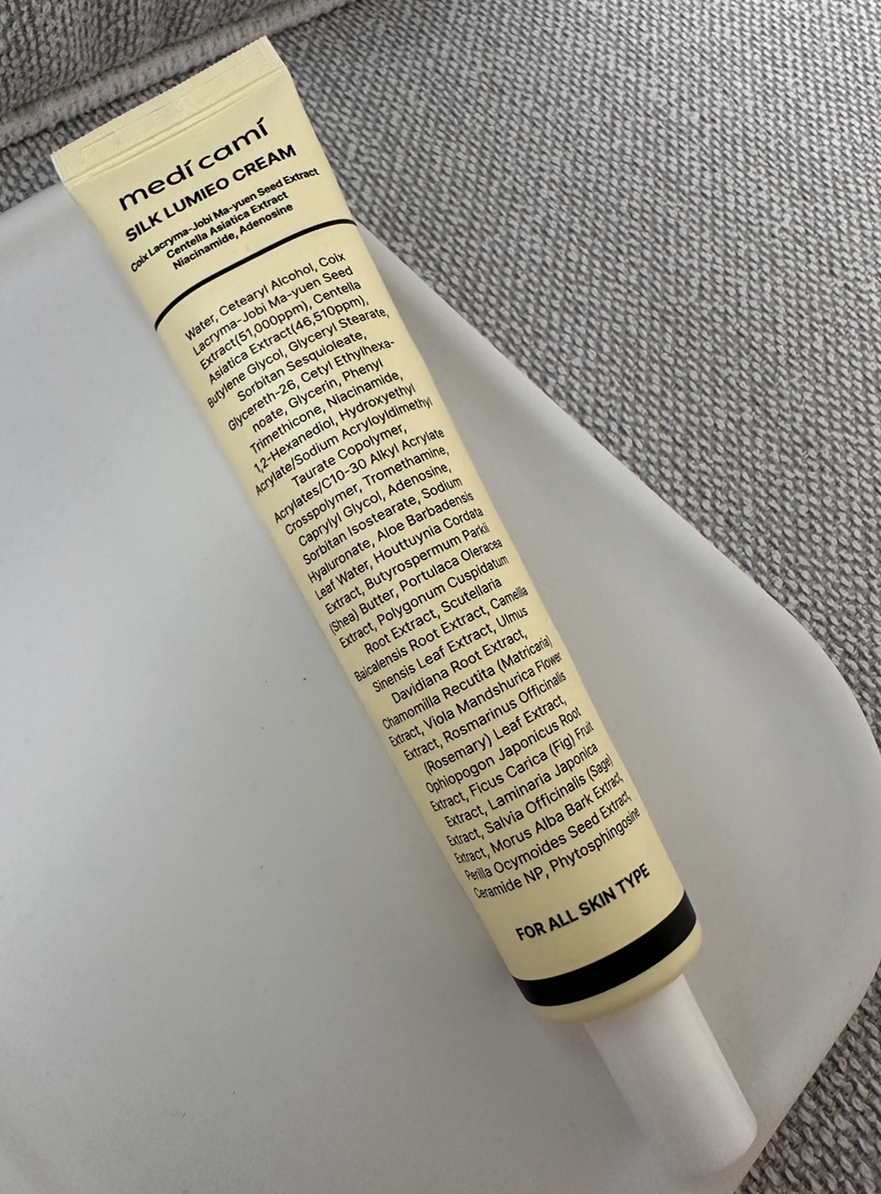 medí camí
SILK LUMIEO CREAM
Coix Lacryma-Jobi Ma-yuen Seed Extract
Centella Asiatica Extract
Niacinamide, Adenosine
Water, Cetearyl Alcohol, Coix
Lacryma-Jobi Ma-yuen Seed
Extract(51,000ppm), Centella
Asiatica Extract(46,510ppm),
Butylene Glycol, Glyceryl Stearate,
Sorbitan Sesquioleate,
Glycereth-26, Cetyl Ethylhexa-
noate, Glycerin, Phenyl
Trimethicone, Niacinamide,
1,2-Hexanediol, Hydroxyethyl
Acrylate/Sodium Acryloyldimethyl
Taurate Copolymer,
Acrylates/C10-30 Alkyl Acrylate
Crosspolymer, Tromethamine,
Caprylyl Glycol, Adenosine,
Sorbitan Isostearate, Sodium
Hyaluronate, Aloe Barbadensis
Leaf Water, Houttuynia Cordata
Extract, Butyrospermum Parkii
(Shea) Butter, Portulaca Oleracea
Extract, Polygonum Cuspidatum
Root Extract, Scutellaria
Baicalensis Root Extract, Camellia
Sinensis Leaf Extract, Ulmus
Davidiana Root Extract,
Chamomilla Recutita (Matricaria)
Extract, Viola Mandshurica Flower
Extract, Rosmarinus Officinalis
(Rosemary) Leaf Extract,
Ophiopogon Japonicus Root
Extract, Ficus Carica (Fig) Fruit
Extract, Laminaria Japonica
Extract, Salvia Officinalis (Sage)
Extract, Morus Alba Bark Extract,
Perilla Ocymoides Seed Extract,
Ceramide NP, Phytosphingosine
FOR ALL SKIN TYPE